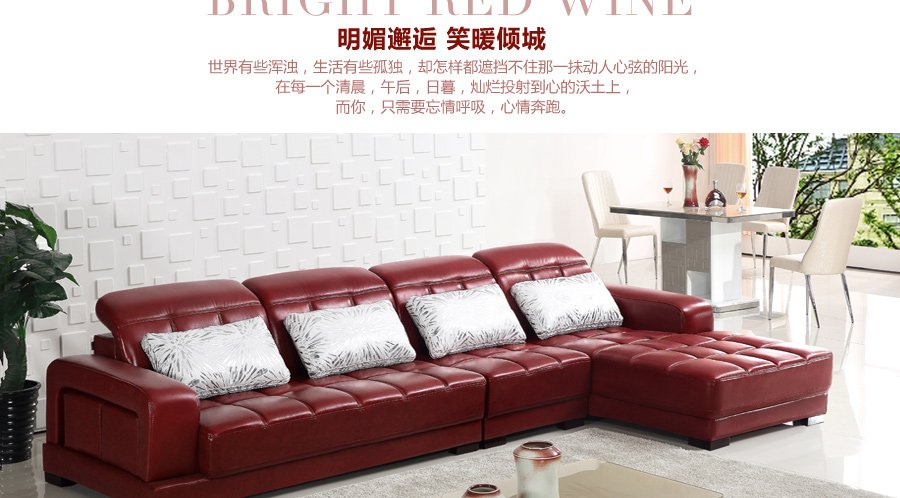 BRIGHT RED WINE
明媚邂逅 笑暖倾城
世界有些浑浊，生活有些孤独，却怎样都遮挡不住那一抹动人心弦的阳光，
在每一个清晨，午后，日暮，灿烂投射到心的沃土上，
而你，只需要忘情呼吸，心情奔跑。